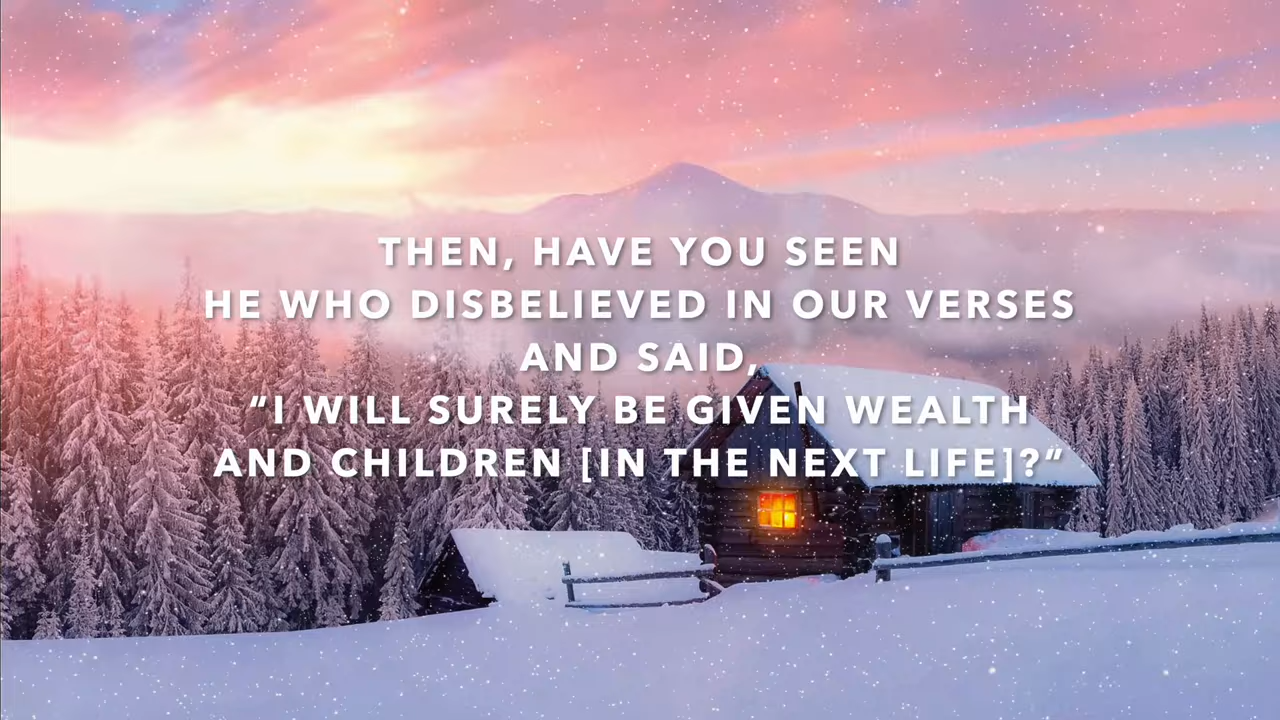 THEN, HAVE YOU SEEN
HE WHO DISBELIEVED IN OUR VERSES
AND SAID,
“I WILL SURELY BE GIVEN WEALTH
AND CHILDREN [IN THE NEXT LIFE]?”